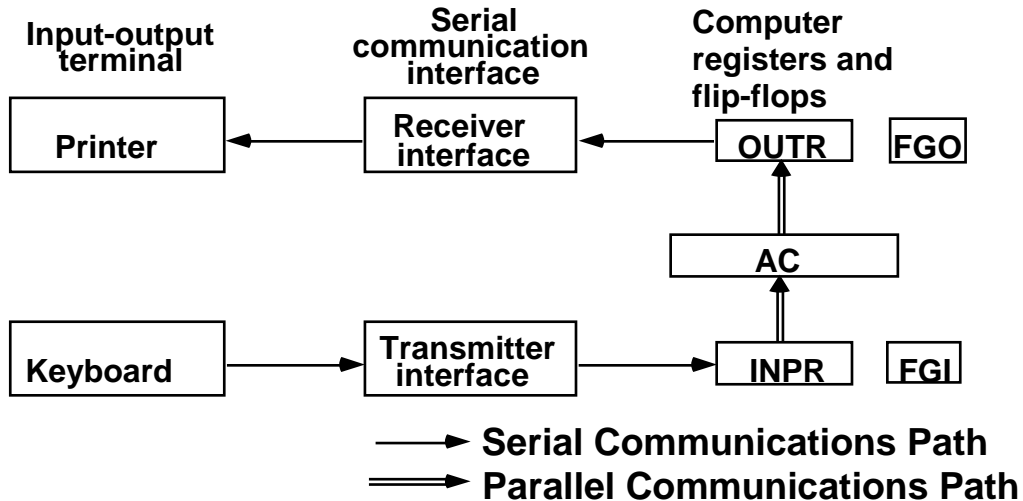 Input-output
terminal
Serial
communication
interface
Computer
registers and
flip-flops
Printer
Receiver
interface
OUTR
FGO
AC
Keyboard
Transmitter
interface
INPR
FGI
Serial Communications Path
Parallel Communications Path